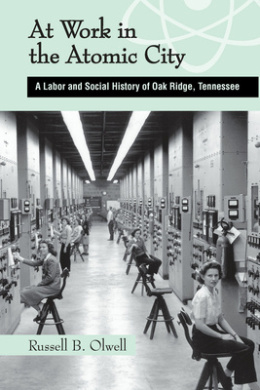 At Work in
the Atomic City
A Labor and Social History of Oak Ridge, Tennessee
Russell B. Olwell